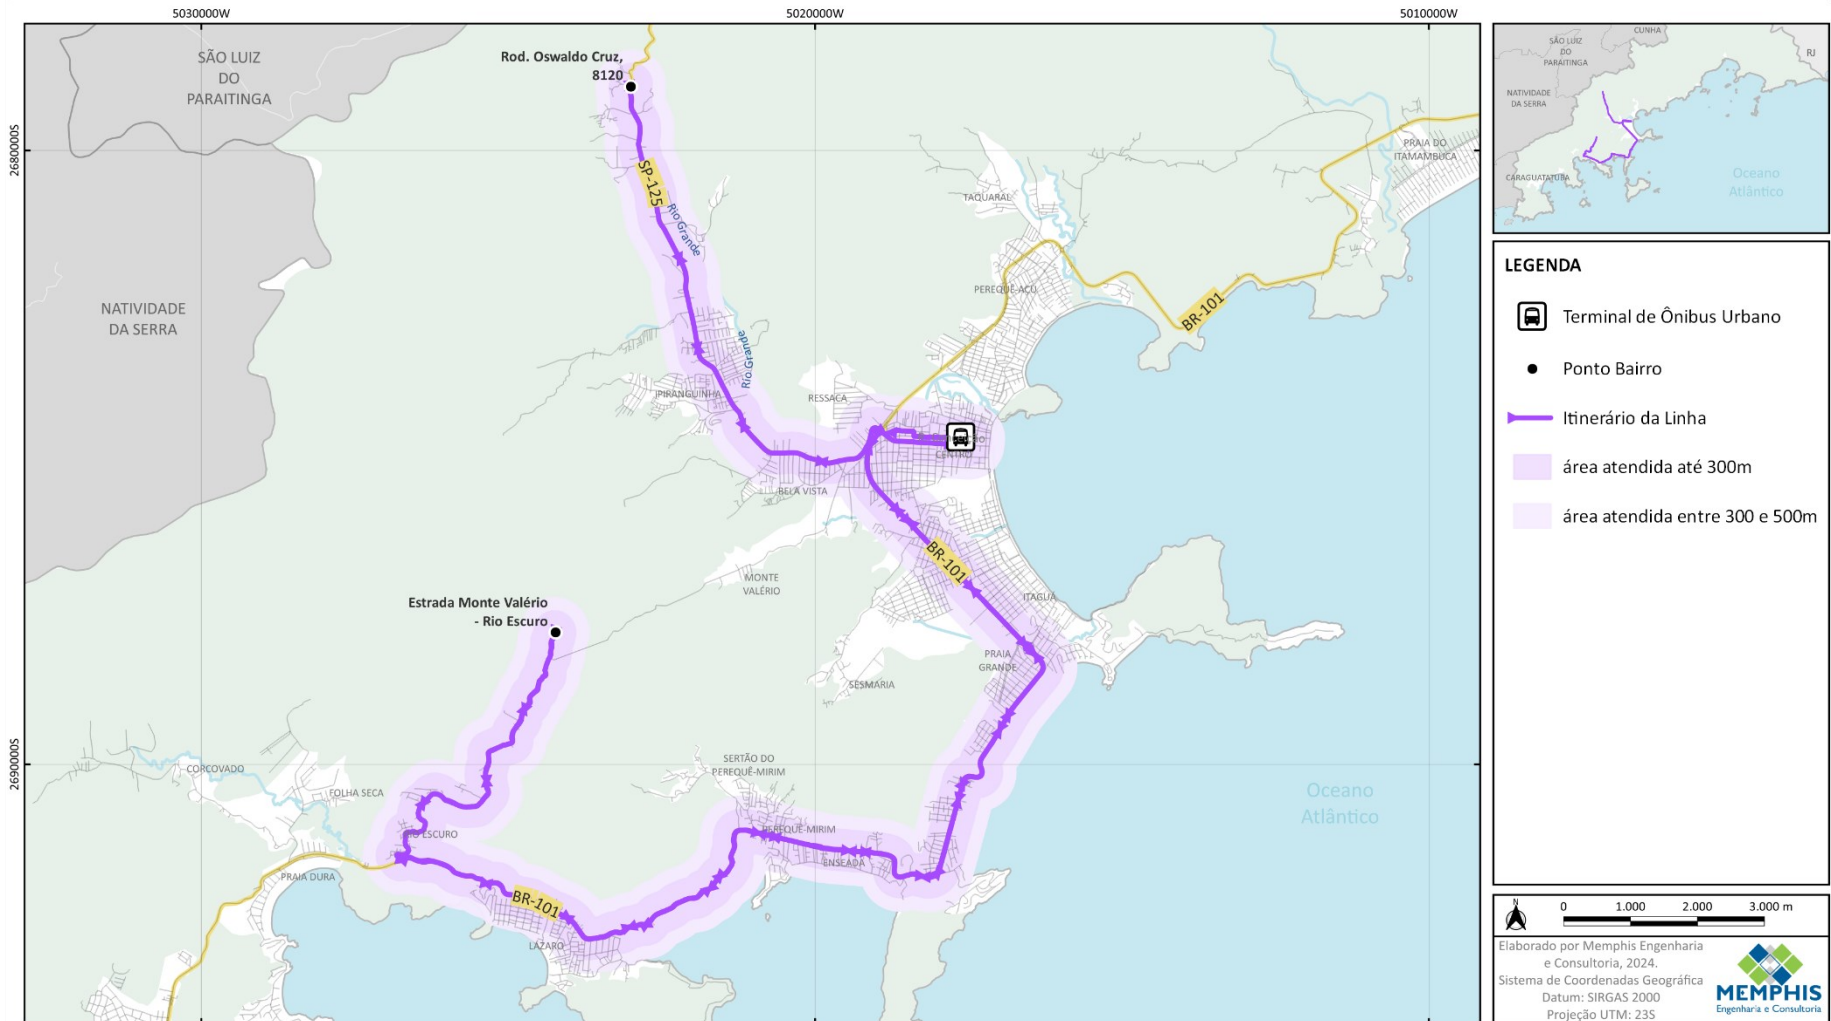 5030000W
5020000W
5010000W
2680000S
2690000S
SÃO LUIZ
DO
PARAITINGA
NATIVIDADE
DA SERRA
Rod. Oswaldo Cruz,
8120
SP-125
Rio Grande
Rio Grande
IPIRANGUINHA
RESSACA
TAQUARAL
PEREQUÊ-AÇU
PRAIA DO
ITAMAMBUCA
BR-101
CENTRO
BELA VISTA
BR-101
MONTE
VALÉRIO
ITAGUÁ
Estrada Monte Valério
- Rio Escuro
PRAIA
GRANDE
SESMARIA
SERTÃO DO
PEREQUÊ-MIRIM
CORCOVADO
FOLHA SECA
RIO ESCURO
PEREQUÊ-MIRIM
ENSEADA
PRAIA DURA
BR-101
LÁZARO
Oceano
Atlântico
CUNHA
SÃO LUIZ
DO
PARAITINGA
RJ
NATIVIDADE
DA SERRA
CARAGUATATUBA
Oceano
Atlântico
LEGENDA
Terminal de Ônibus Urbano
Ponto Bairro
Itinerário da Linha
área atendida até 300m
área atendida entre 300 e 500m
N
0 1.000 2.000 3.000 m
Elaborado por Memphis Engenharia
e Consultoria, 2024.
Sistema de Coordenadas Geográfica
Datum: SIRGAS 2000
Projeção UTM: 23S
MEMPHIS
Engenharia e Consultoria